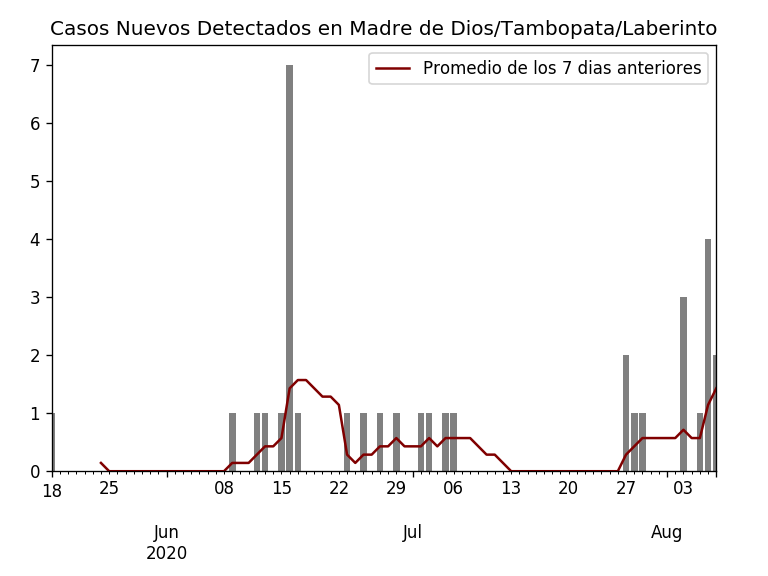 Casos Nuevos Detectados en Madre de Dios/Tambopata/Laberinto
Promedio de los 7 dias anteriores
7
6
5
4
3
2
1
0
18 25 08 15 22 29 06 13 20 27 03
Jun Jul Aug
2020